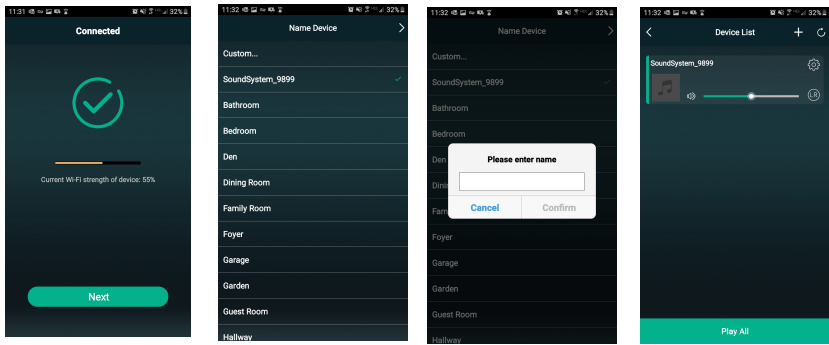 11:31
32%
Connected
Current Wi-Fi strength of device: 55%
Next
11:32
32%
Name Device
Custom...
SoundSystem_9899
Bathroom
Bedroom
Den
Dining Room
Family Room
Foyer
Garage
Garden
Guest Room
Hallway
11:32
32%
Name Device
Custom...
SoundSystem_9899
Bathroom
Bedroom
Den
Dinin
Fam
Please enter name
Cancel
Confirm
Foyer
Garage
Garden
Guest Room
Hallway
11:32
32%
Device List
SoundSystem_9899
LR
Play All